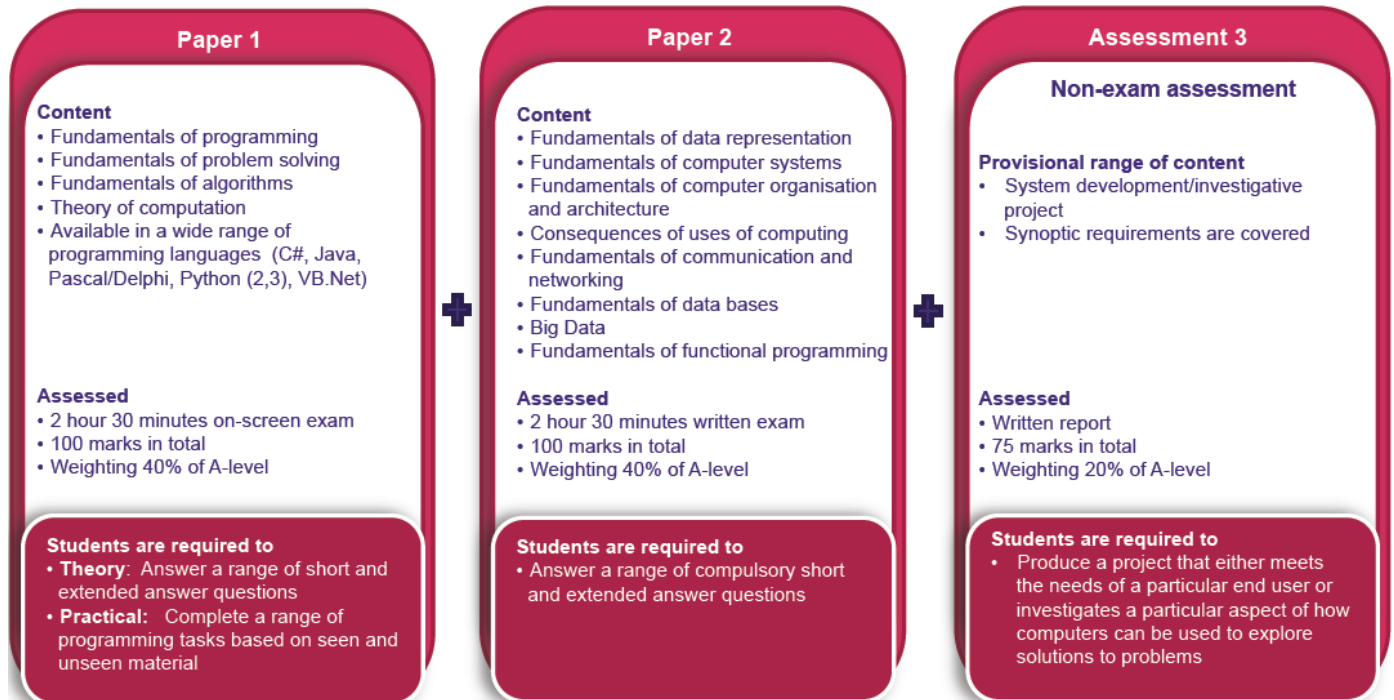 Paper 1
Content
• Fundamentals of programming
• Fundamentals of problem solving
• Fundamentals of algorithms
• Theory of computation
• Available in a wide range of
programming languages (C#, Java,
Pascal/Delphi, Python (2,3), VB.Net)
Assessed
• 2 hour 30 minutes on-screen exam
• 100 marks in total
• Weighting 40% of A-level
Students are required to
• Theory: Answer a range of short and
extended answer questions
• Practical: Complete a range of
programming tasks based on seen and
unseen material
Paper 2
Content
• Fundamentals of data representation
• Fundamentals of computer systems
• Fundamentals of computer organisation
and architecture
• Consequences of uses of computing
• Fundamentals of communication and
networking
• Fundamentals of data bases
• Big Data
• Fundamentals of functional programming
Assessed
• 2 hour 30 minutes written exam
• 100 marks in total
• Weighting 40% of A-level
Students are required to
• Answer a range of compulsory short
and extended answer questions
Assessment 3
Non-exam assessment
Provisional range of content
• System development/investigative
project
• Synoptic requirements are covered
Assessed
• Written report
• 75 marks in total
• Weighting 20% of A-level
Students are required to
• Produce a project that either meets
the needs of a particular end user or
investigates a particular aspect of how
computers can be used to explore
solutions to problems